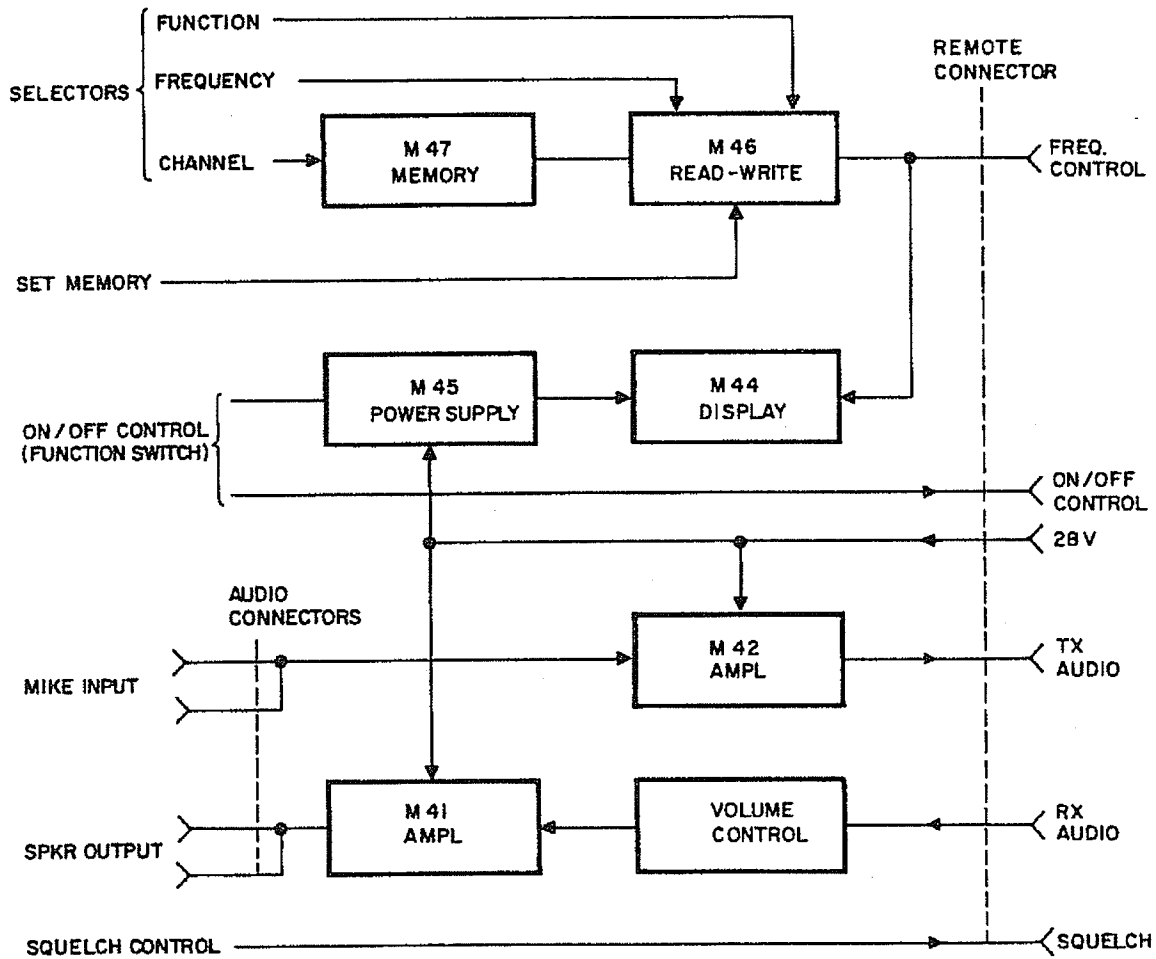 FUNCTION
SELECTORS
FREQUENCY
CHANNEL
M 47
MEMORY
M 46
READ-WRITE
REMOTE
CONNECTOR
FREQ.
CONTROL
SET MEMORY
M 45
POWER SUPPLY
M 44
DISPLAY
ON/OFF CONTROL
(FUNCTION SWITCH)
ON/OFF
CONTROL
28V
AUDIO
CONNECTORS
MIKE INPUT
M 42
AMPL
TX
AUDIO
SPKR OUTPUT
M 41
AMPL
VOLUME
CONTROL
RX
AUDIO
SQUELCH CONTROL
SQUELCH